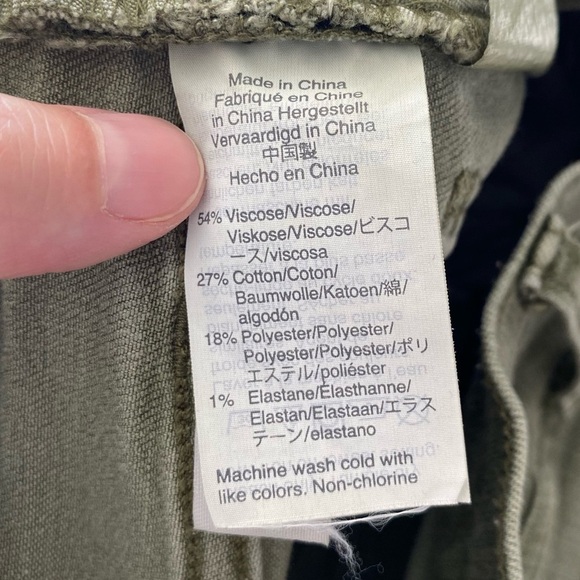 Made in China
Fabriqué en Chine
in China Hergestellt
Vervaardigd in China
中国製
Hecho en China
54% Viscose/Viscose/
Viskose/Viscose/ビスコ
ース/viscosa
27% Cotton/Coton/
Baumwolle/Katoen/綿/
algodón
18% Polyester/Polyester/
Polyester/Polyester/ポリ
エステル/poliéster
1% Elastane/Élasthanne/
Elastan/Elastaan/エラス
テーン/elastano
Machine wash cold with
like colors. Non-chlorine